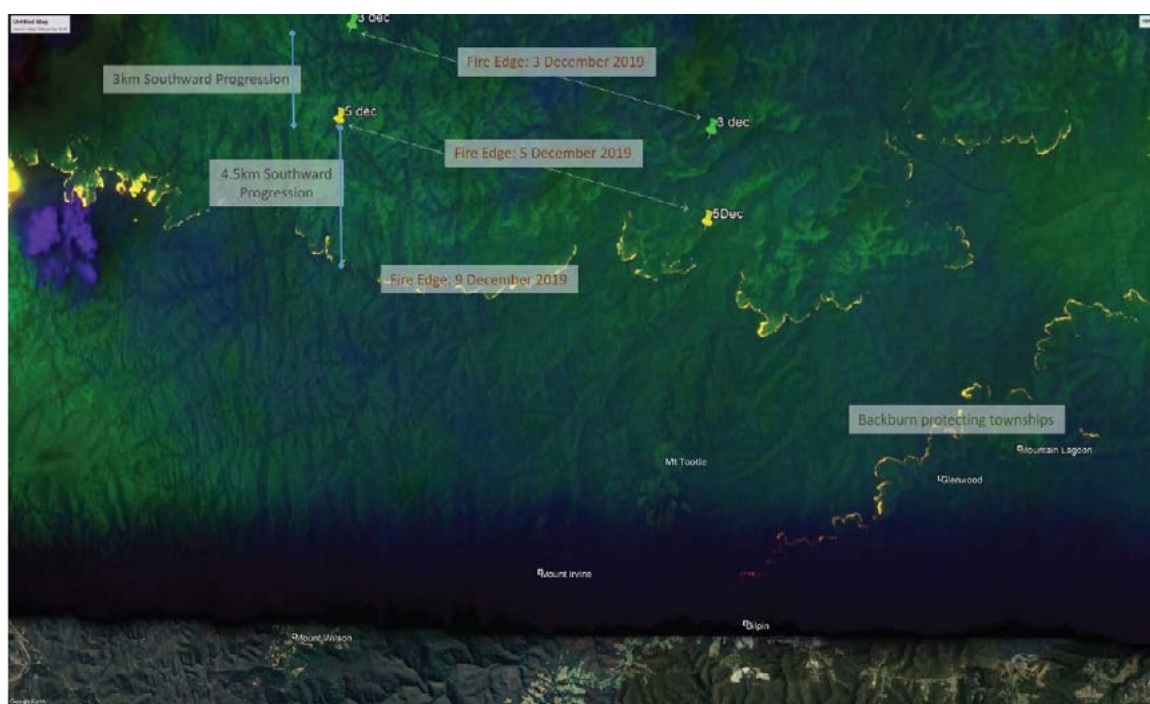 Untitled Map
3 dec
Fire Edge: 3 December 2019
3km Southward Progression
5 dec
3 dec
Fire Edge: 5 December 2019
4.5km Southward
Progression
5Dec
Fire Edge: 9 December 2019
Backburn protecting townships
Mountain Lagoon
Mt Tootie
Glenwood
Mount Irvine
Bilpin
Mount Wilson
Google Earth